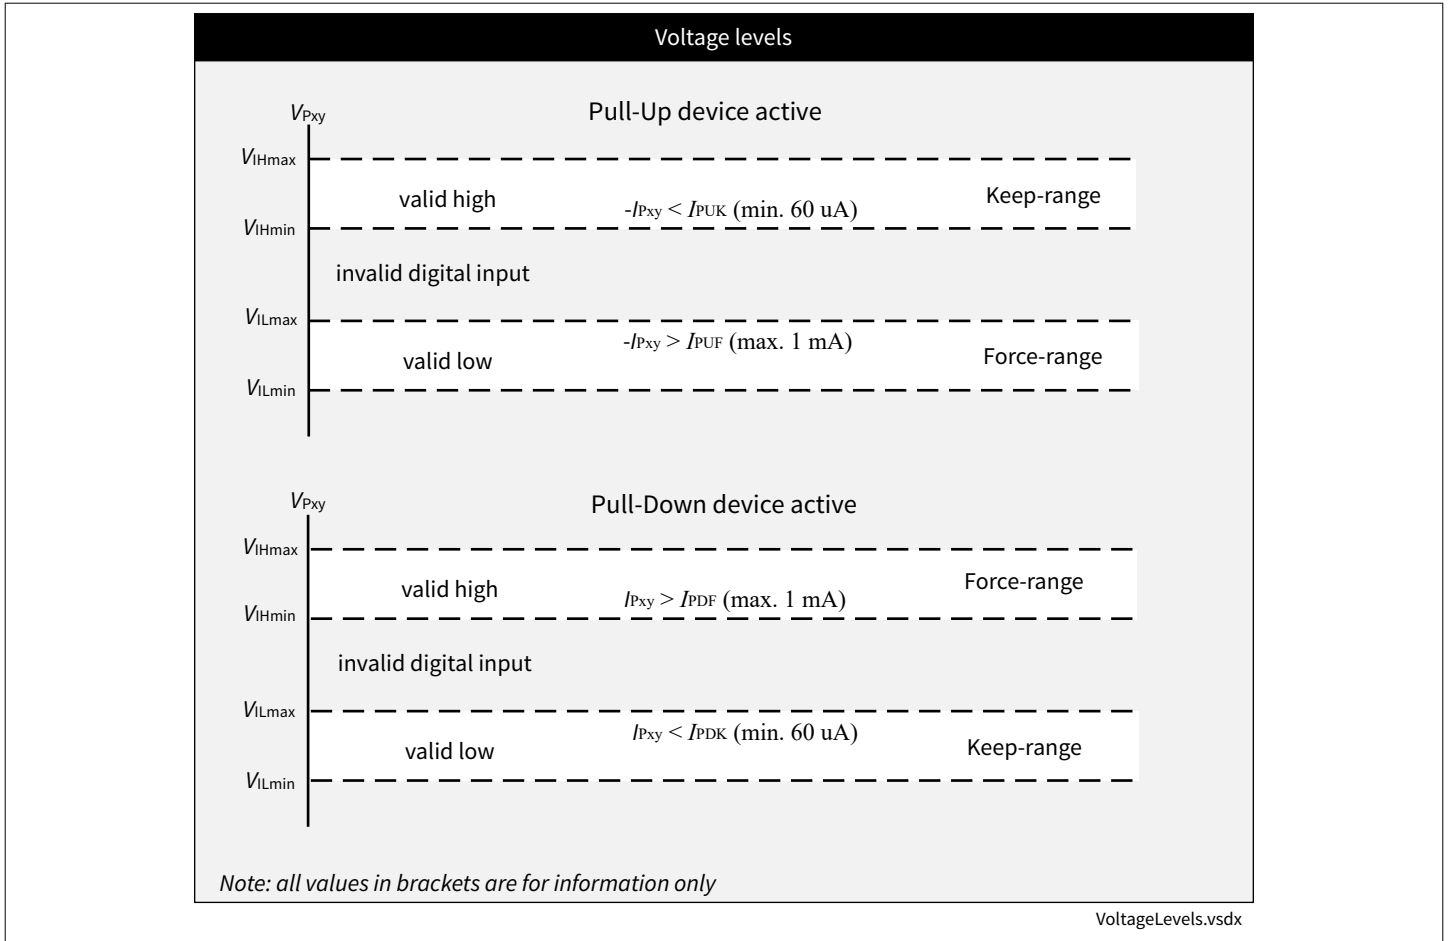 Voltage levels
VPxy
Pull-Up device active
VIHmax
valid high
-IPxy < IPUK (min. 60 uA)
Keep-range
VIHmin
invalid digital input
VILmax
-IPxy > IPUF (max. 1 mA)
valid low
Force-range
VILmin
VPxy
Pull-Down device active
VIHmax
valid high
IPxy > IPDF (max. 1 mA)
Force-range
VIHmin
invalid digital input
VILmax
IPxy < IPDK (min. 60 uA)
valid low
Keep-range
VILmin
Note: all values in brackets are for information only
VoltageLevels.vsdx